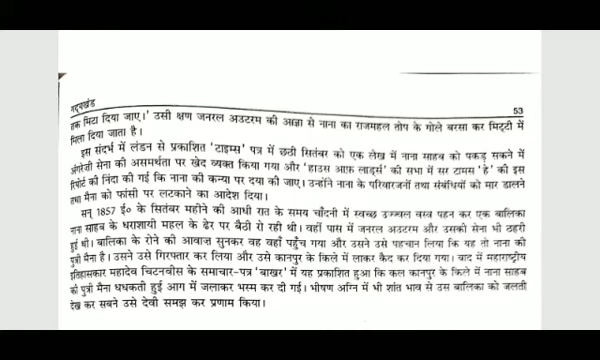 गद्यखंड
53
तक मिटा दिया जाए।' उसी क्षण जनरल अउटरम की आज्ञा से नाना का राजमहल तोप के गोले बरसा कर मिट्टी में
मिला दिया जाता है।
इस संदर्भ में लंडन से प्रकाशित 'टाइम्स' पत्र में छठी सितंबर को एक लेख में नाना साहब को पकड़ सकने में
अंगरेज़ी सेना की असमर्थता पर खेद व्यक्त किया गया और 'हाउस आफ़ लार्ड्स' की सभा में सर टामस 'हे' की इस
रिपोर्ट की निंदा की गई कि नाना की कन्या पर दया की जाए। उन्होंने नाना के परिवारजनों तथा संबंधियों को मार डालने
तथा मैना को फांसी पर लटकाने का आदेश दिया।
सन् 1857 ई० के सितंबर महीने की आधी रात के समय चाँदनी में स्वच्छ उज्ज्वल वस्त्र पहन कर एक बालिका
नाना साहब के धराशायी महल के ढेर पर बैठी रो रही थी। वहीं पास में जनरल अउटरम और उसकी सेना भी ठहरी
हुई थी। बालिका के रोने की आवाज़ सुनकर वह वहाँ पहुँच गया और उसने उसे पहचान लिया कि यह तो नाना की
पुत्री मैना है। उसने उसे गिरफ्तार कर लिया और उसे कानपुर के किले में लाकर कैद कर दिया गया। बाद में महाराष्ट्रीय
इतिहासकार महादेव चिटनवीस के समाचार-पत्र 'बाखर' में यह प्रकाशित हुआ कि कल कानपुर के किले में नाना साहब
की पुत्री मैना धधकती हुई आग में जलाकर भस्म कर दी गई। भीषण अग्नि में भी शांत भाव से उस बालिका को जलती
देख कर सबने उसे देवी समझ कर प्रणाम किया।